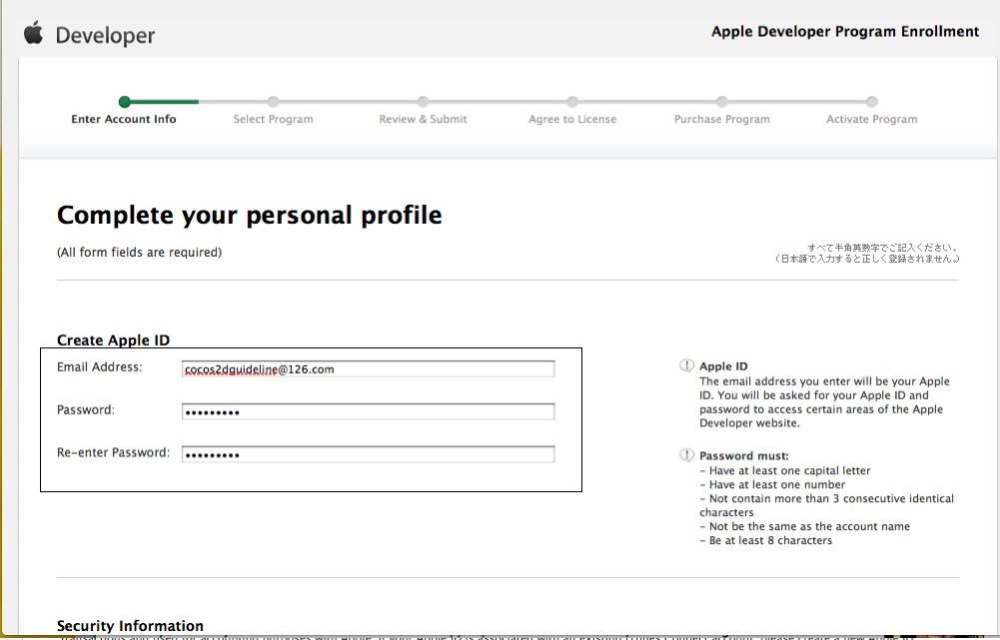 Developer
Apple Developer Program Enrollment
Enter Account Info
Select Program
Review & Submit
Agree to License
Purchase Program
Activate Program
Complete your personal profile
(All form fields are required)
すべて半角英数字でご記入ください。
(日本語で入力すると正しく登録されません。)
Create Apple ID
Email Address:
cocos2dguideline@126.com
Password:
•••••••••
Re-enter Password:
•••••••••
Apple ID
The email address you enter will be your Apple
ID. You will be asked for your Apple ID and
password to access certain areas of the Apple
Developer website.
Password must:
- Have at least one capital letter
- Have at least one number
- Not contain more than 3 consecutive identical
characters
- Not be the same as the account name
- Be at least 8 characters
Security Information